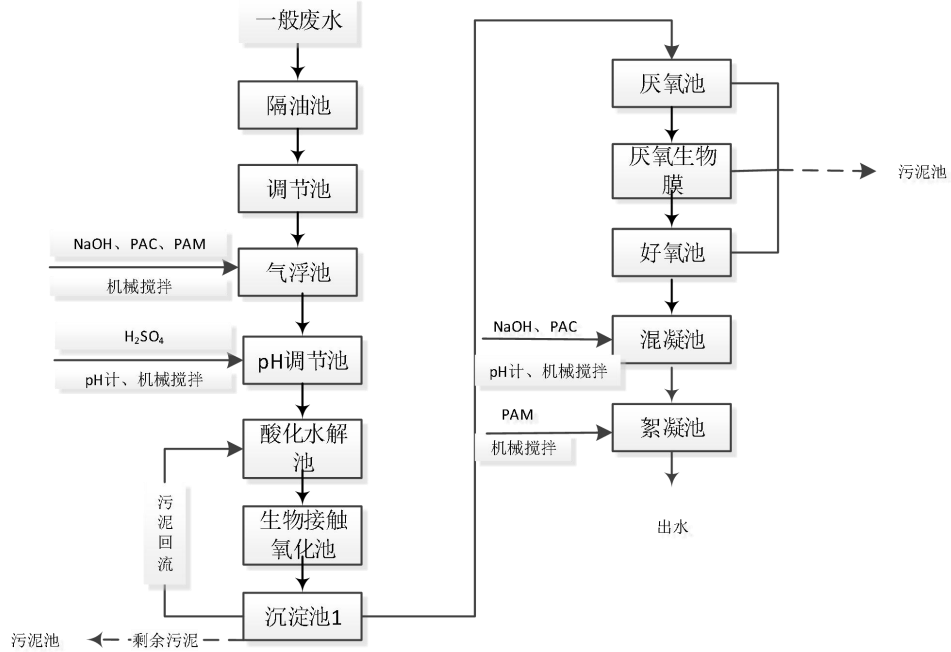 一般废水
隔油池
调节池
NaOH、PAC、PAM
机械搅拌
气浮池
H₂SO₄
pH计、机械搅拌
pH调节池
酸化水解
池
污
泥
回
流
生物接触
氧化池
沉淀池1
污泥池
剩余污泥
厌氧池
厌氧生物
膜
污泥池
好氧池
NaOH、PAC
pH计、机械搅拌
混凝池
PAM
机械搅拌
絮凝池
出水